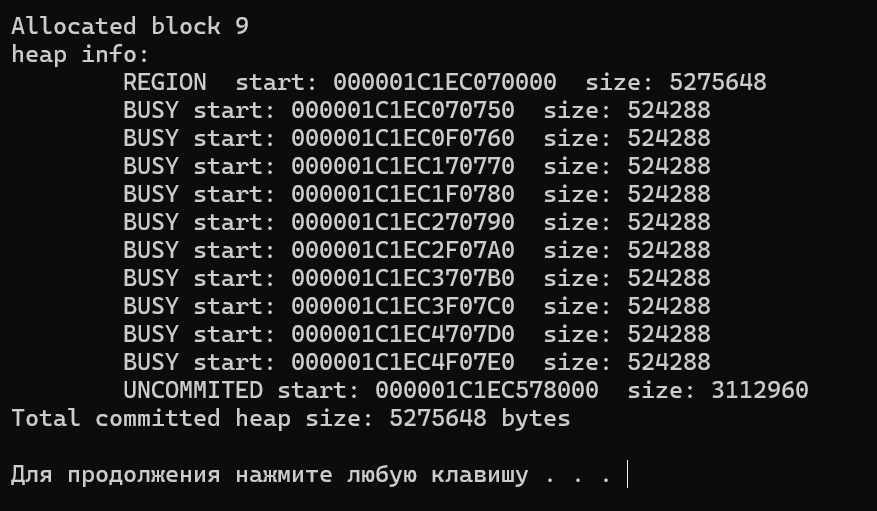 Allocated block 9
heap info:
REGION start: 000001C1EC070000 size: 5275648
BUSY start: 000001C1EC070750 size: 524288
BUSY start: 000001C1EC0F0760 size: 524288
BUSY start: 000001C1EC170770 size: 524288
BUSY start: 000001C1EC1F0780 size: 524288
BUSY start: 000001C1EC270790 size: 524288
BUSY start: 000001C1EC2F07A0 size: 524288
BUSY start: 000001C1EC3707B0 size: 524288
BUSY start: 000001C1EC3F07C0 size: 524288
BUSY start: 000001C1EC4707D0 size: 524288
BUSY start: 000001C1EC4F07E0 size: 524288
UNCOMMITED start: 000001C1EC578000 size: 3112960
Total committed heap size: 5275648 bytes
Для продолжения нажмите любую клавишу . . .